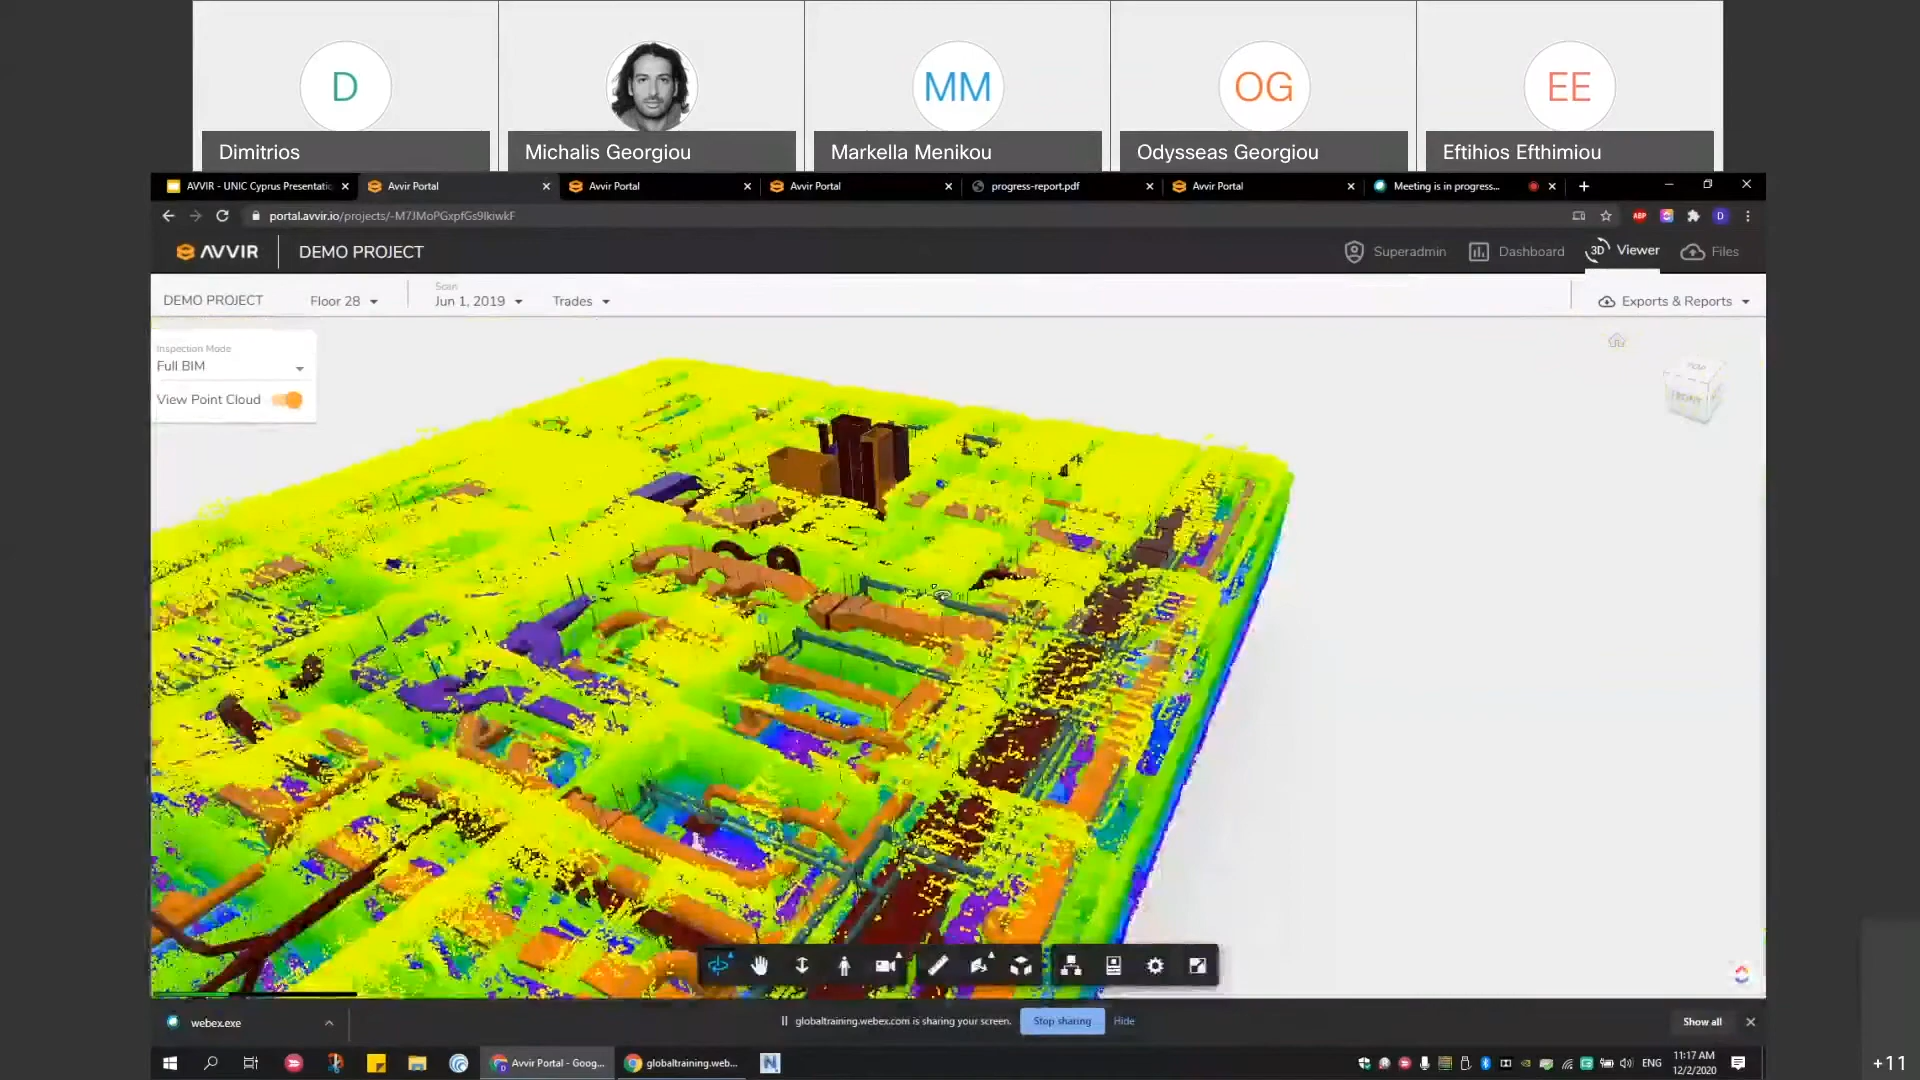 D
MM
OG
EE
Dimitrios
Michalis Georgiou
Markella Menikou
Odysseas Georgiou
Eftihios Efthimiou
AVVIR - UNIC Cyprus Presentatio
Avvir Portal
Avvir Portal
Avvir Portal
progress-report.pdf
Avvir Portal
Meeting is in progress...
portal.avvir.io/projects/-M7JMoPGxpfGs9IkiwkF
ABP
D
AVVIR
DEMO PROJECT
Superadmin
Dashboard
3D
Viewer
Files
DEMO PROJECT
Floor 28
Scan
Jun 1, 2019
Trades
Exports & Reports
Inspection Mode
Full BIM
View Point Cloud
FRONT
webex.exe
globaltraining.webex.com is sharing your screen.
Stop sharing
Hide
Show all
Avvir Portal - Goog...
globaltraining.web...
N
ENG
11:17 AM
12/2/2020
+11